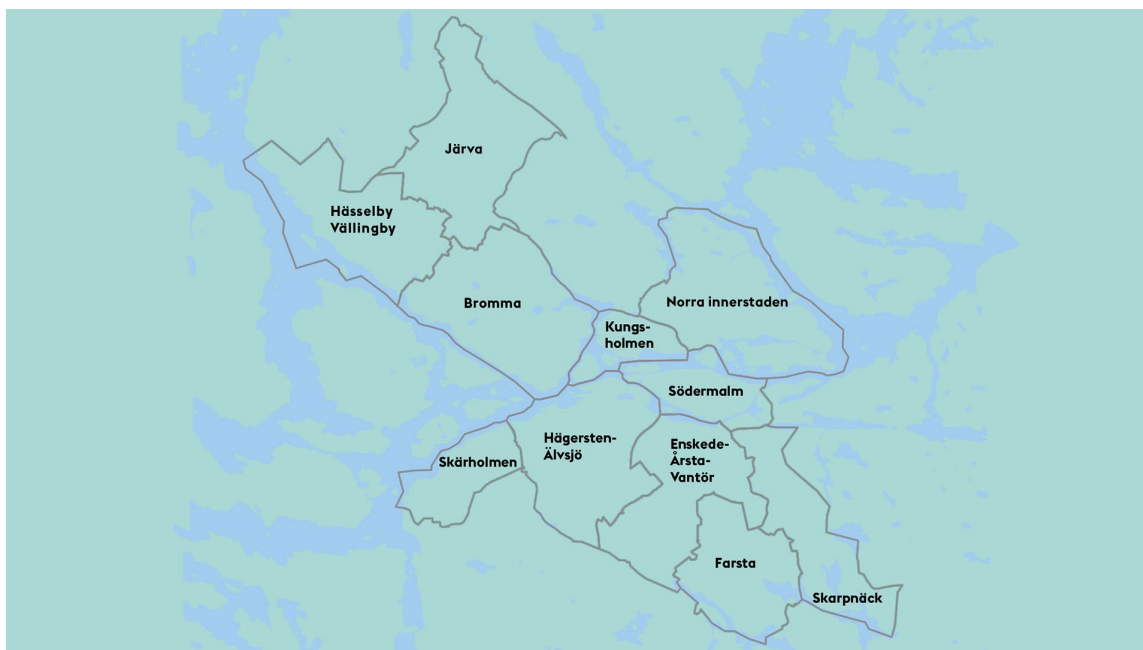 Järva
Hässelby
Vällingby
Bromma
Norra innerstaden
Kungs-
holmen
Södermalm
Hägersten-
Älvsjö
Enskede-
Årsta-
Vantör
Skärholmen
Farsta
Skarpnäck